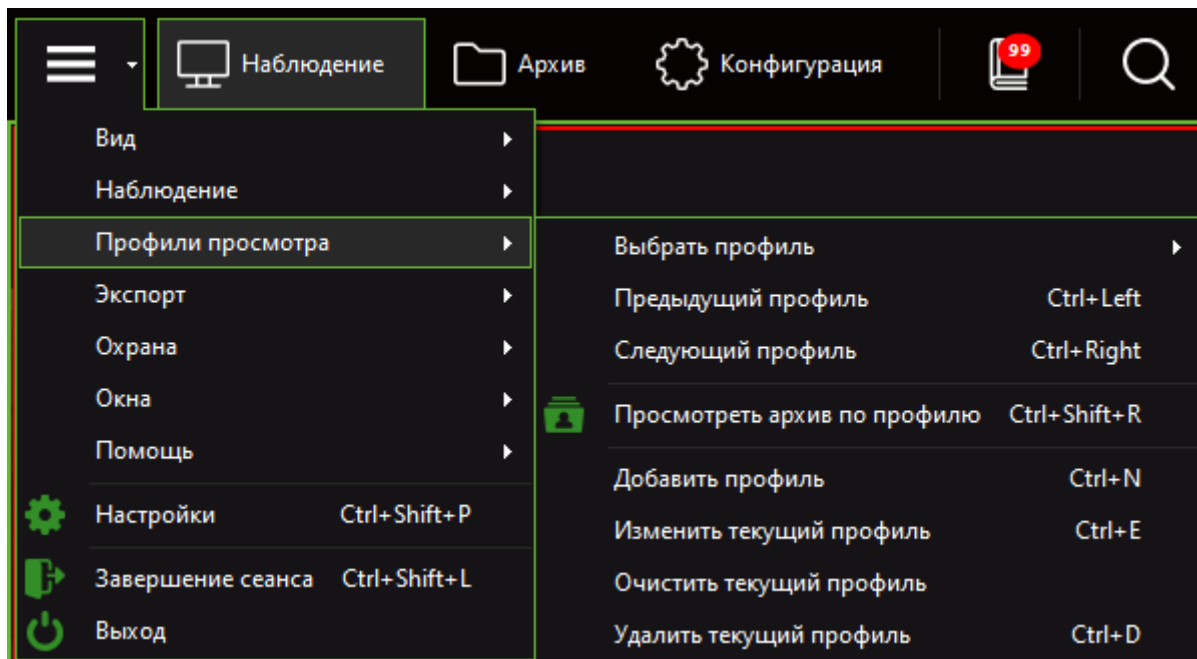 Наблюдение Архив Конфигурация 99
Вид
Наблюдение
Профили просмотра
Экспорт
Охрана
Окна
Помощь
Настройки Ctrl+Shift+P
Завершение сеанса Ctrl+Shift+L
Выход
Выбрать профиль
Предыдущий профиль Ctrl+Left
Следующий профиль Ctrl+Right
Просмотреть архив по профилю Ctrl+Shift+R
Добавить профиль Ctrl+N
Изменить текущий профиль Ctrl+E
Очистить текущий профиль
Удалить текущий профиль Ctrl+D